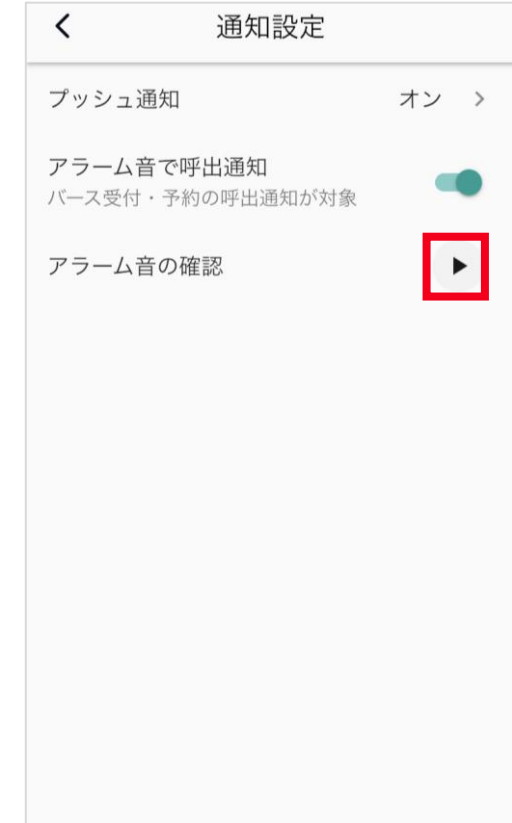 通知設定
プッシュ通知 オン
アラーム音で呼出通知
バース受付・予約の呼出通知が対象
アラーム音の確認